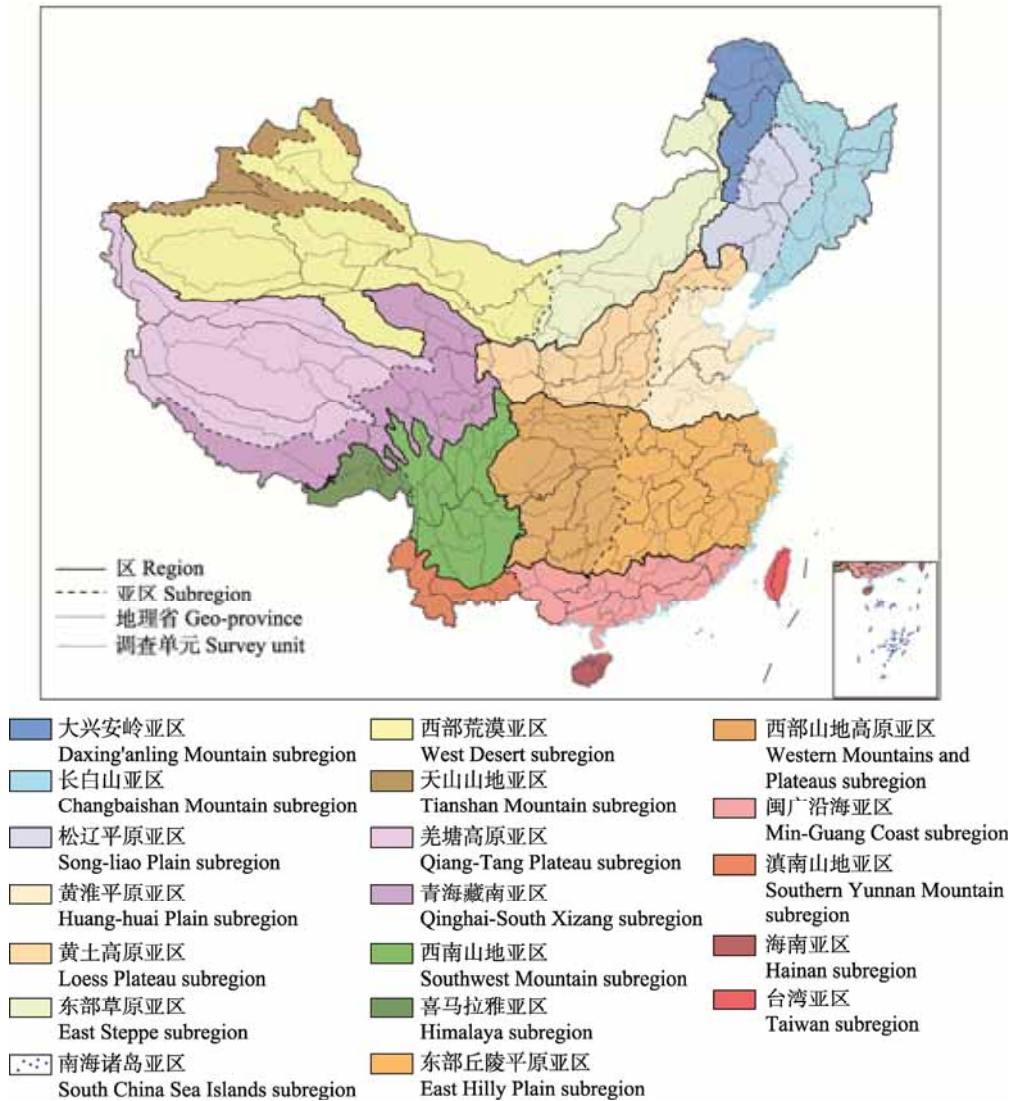 区 Region
亚区 Subregion
地理省 Geo-province
调查单元 Survey unit
大兴安岭亚区
Daxing'anling Mountain subregion
长白山亚区
Changbaishan Mountain subregion
松辽平原亚区
Song-liao Plain subregion
黄淮平原亚区
Huang-huai Plain subregion
黄土高原亚区
Loess Plateau subregion
东部草原亚区
East Steppe subregion
南海诸岛亚区
South China Sea Islands subregion
西部荒漠亚区
West Desert subregion
天山山地亚区
Tianshan Mountain subregion
羌塘高原亚区
Qiang-Tang Plateau subregion
青海藏南亚区
Qinghai-South Xizang subregion
西南山地亚区
Southwest Mountain subregion
喜马拉雅亚区
Himalaya subregion
东部丘陵平原亚区
East Hilly Plain subregion
西部山地高原亚区
Western Mountains and
Plateaus subregion
闽广沿海亚区
Min-Guang Coast subregion
滇南山地亚区
Southern Yunnan Mountain
subregion
海南亚区
Hainan subregion
台湾亚区
Taiwan subregion